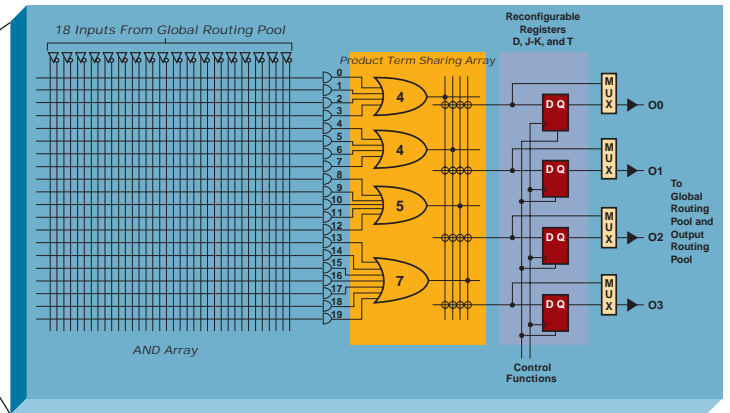 Reconfigurable
Registers
D, J-K, and T
18 Inputs From Global Routing Pool
Product Term Sharing Array
0
1
2
3
4
5
6
7
8
9
10
11
12
13
14
15
16
17
18
19
4
4
5
7
D Q
D Q
D Q
D Q
MUX
MUX
MUX
MUX
O0
O1
O2
O3
To
Global
Routing
Pool and
Output
Routing
Pool
AND Array
Control
Functions